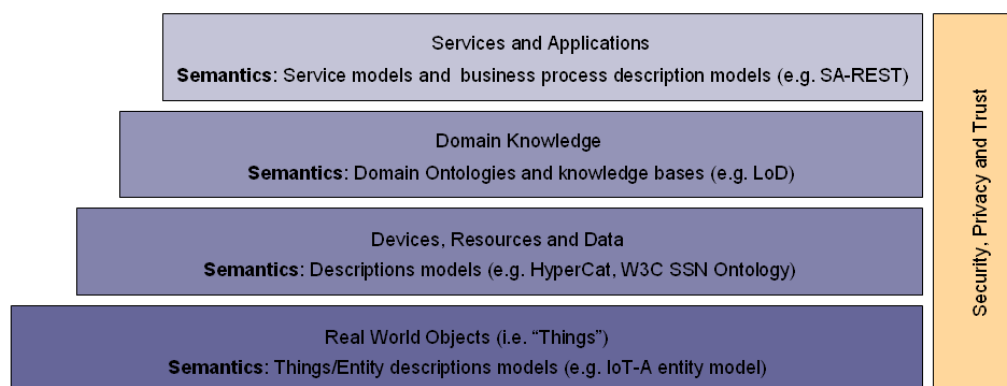 Services and Applications
Semantics: Service models and business process description models (e.g. SA-REST)
Domain Knowledge
Semantics: Domain Ontologies and knowledge bases (e.g. LoD)
Devices, Resources and Data
Semantics: Descriptions models (e.g. HyperCat, W3C SSN Ontology)
Real World Objects (i.e. “Things”)
Semantics: Things/Entity descriptions models (e.g. IoT-A entity model)
Security, Privacy and Trust